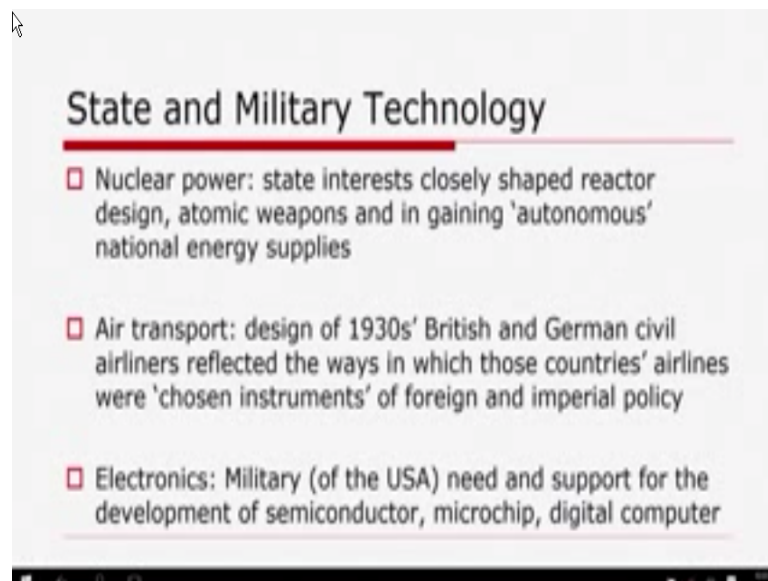 State and Military Technology
Nuclear power: state interests closely shaped reactor
design, atomic weapons and in gaining ‘autonomous’
national energy supplies
Air transport: design of 1930s’ British and German civil
airliners reflected the ways in which those countries’ airlines
were ‘chosen instruments’ of foreign and imperial policy
Electronics: Military (of the USA) need and support for the
development of semiconductor, microchip, digital computer